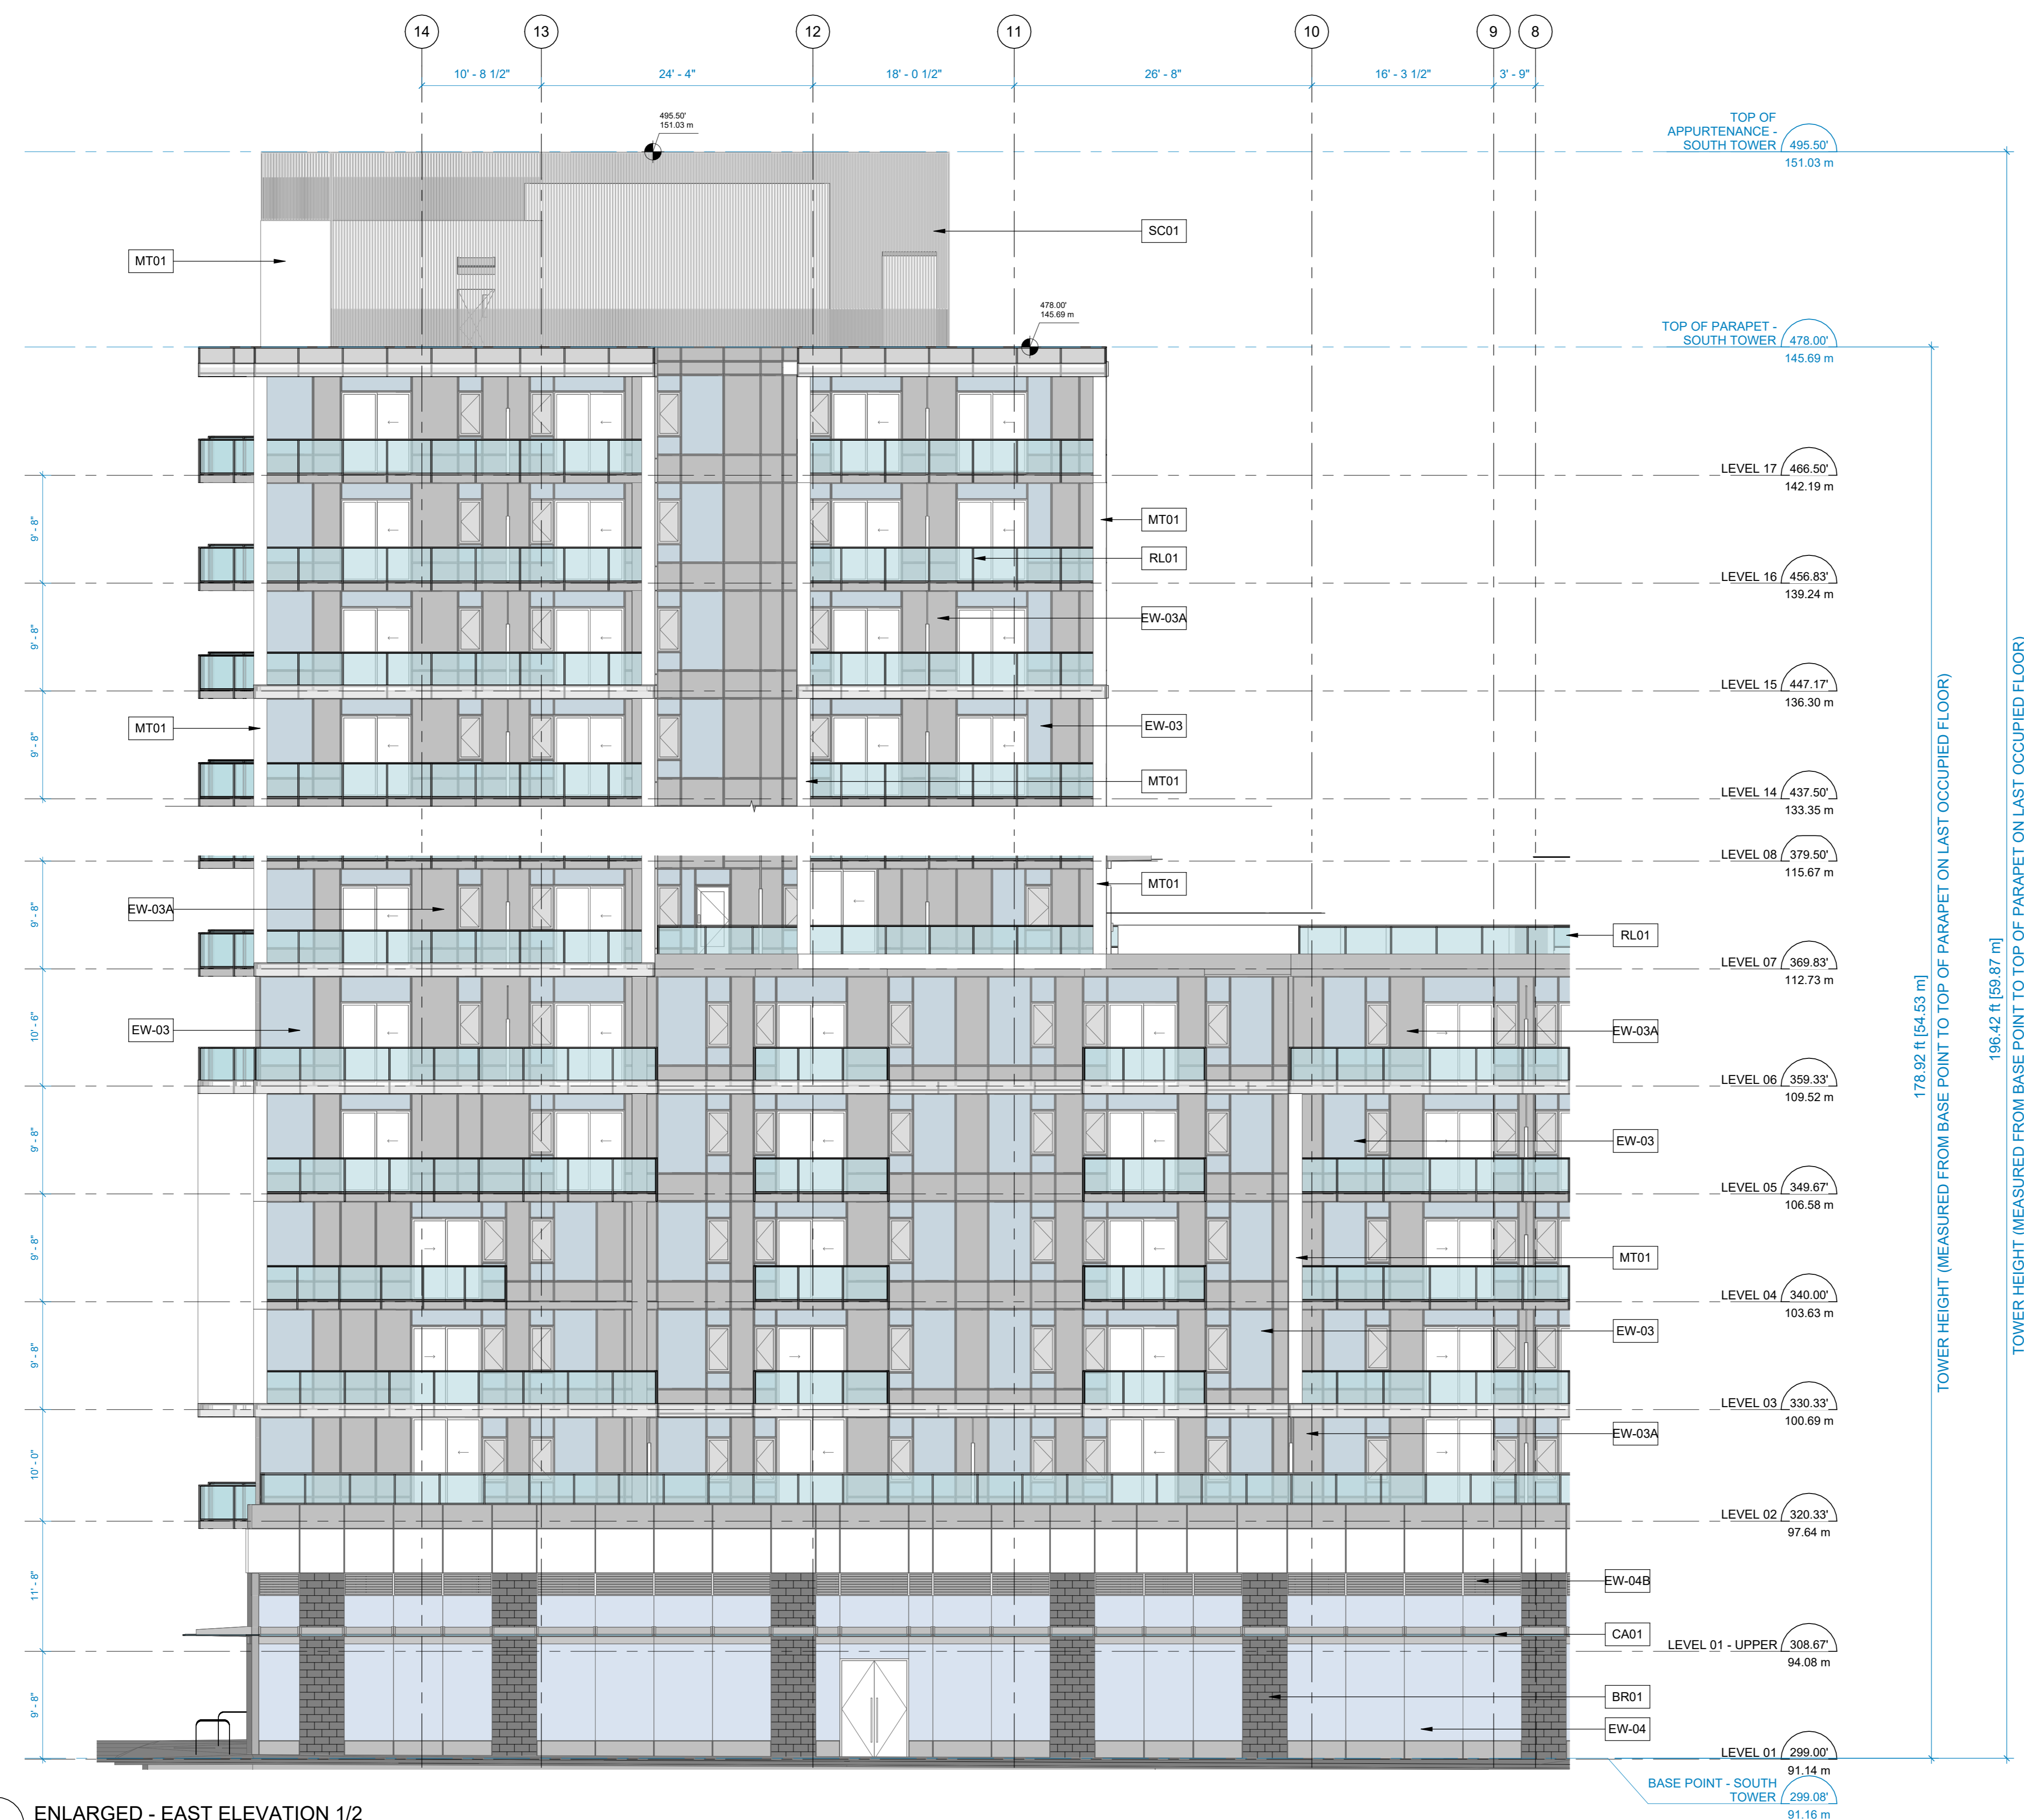 14
13
12
11
10
9
8
10' - 8 1/2"
24' - 4"
18' - 0 1/2"
26' - 8"
16' - 3 1/2"
3' - 9"
495.50'
151.03 m
TOP OF
APPURTENANCE -
SOUTH TOWER 495.50'
151.03 m
SC01
MT01
478.00'
145.69 m
TOP OF PARAPET -
SOUTH TOWER 478.00'
145.69 m
LEVEL 17 466.50'
142.19 m
9' - 8"
MT01
RL01
LEVEL 16 456.83'
139.24 m
9' - 8"
EW-03A
LEVEL 15 447.17'
136.30 m
9' - 8"
MT01
EW-03
MT01
LEVEL 14 437.50'
133.35 m
LEVEL 08 379.50'
115.67 m
9' - 8"
EW-03A
MT01
RL01
LEVEL 07 369.83'
112.73 m
10' - 6"
EW-03
EW-03A
LEVEL 06 359.33'
109.52 m
9' - 8"
EW-03
LEVEL 05 349.67'
106.58 m
9' - 8"
MT01
LEVEL 04 340.00'
103.63 m
9' - 8"
EW-03
LEVEL 03 330.33'
100.69 m
10' - 0"
EW-03A
LEVEL 02 320.33'
97.64 m
11' - 8"
EW-04B
CA01
LEVEL 01 - UPPER 308.67'
94.08 m
9' - 8"
BR01
EW-04
LEVEL 01 299.00'
91.14 m
BASE POINT - SOUTH
TOWER 299.08'
91.16 m
178.92 ft [54.53 m]
TOWER HEIGHT (MEASURED FROM BASE POINT TO TOP OF PARAPET ON LAST OCCUPIED FLOOR)
196.42 ft [59.87 m]
TOWER HEIGHT (MEASURED FROM BASE POINT TO TOP OF PARAPET ON LAST OCCUPIED FLOOR)
ENLARGED - EAST ELEVATION 1/2